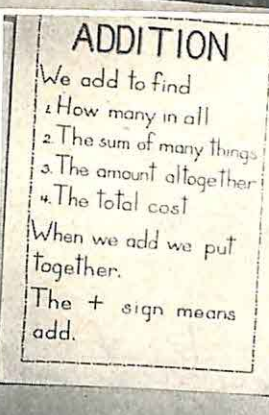 ADDITION
We add to find
1. How many in all
2. The sum of many things
3. The amount altogether
4. The total cost
When we add we put
together.
The + sign means
add.